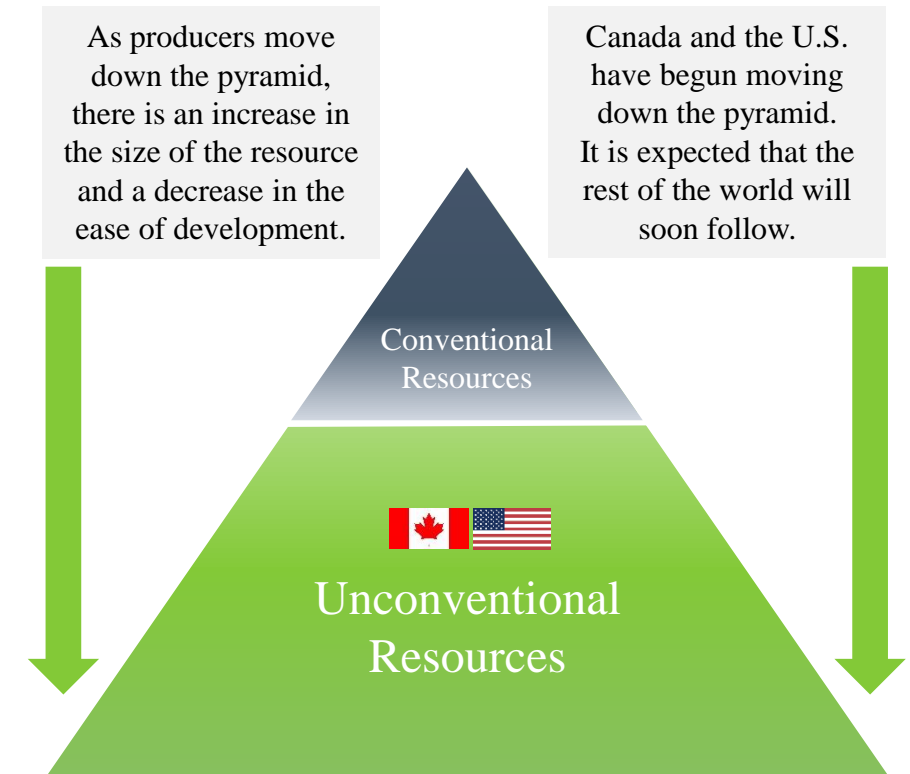 As producers move
down the pyramid,
there is an increase in
the size of the resource
and a decrease in the
ease of development.
Canada and the U.S.
have begun moving
down the pyramid.
It is expected that the
rest of the world will
soon follow.
Conventional
Resources
Unconventional
Resources